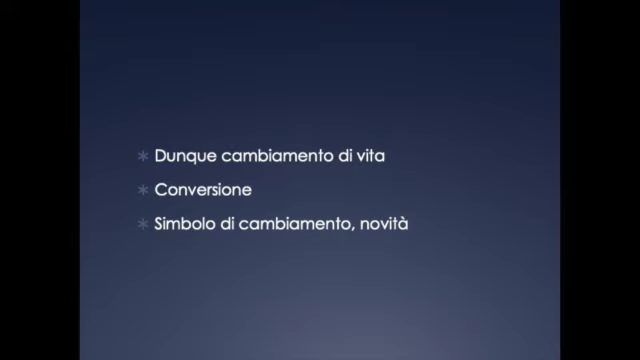 Dunque cambiamento di vita
Conversione
Simbolo di cambiamento, novità